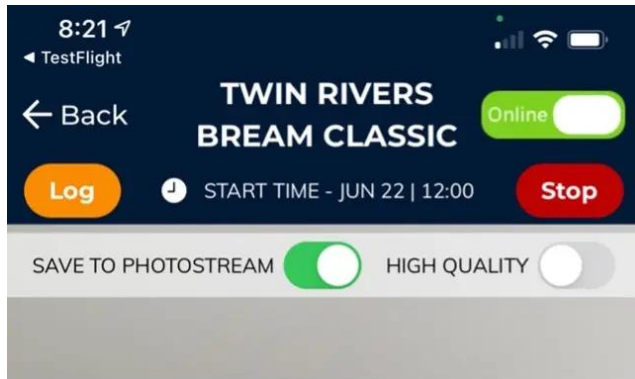 8:21
◀ TestFlight
← Back
TWIN RIVERS
BREAM CLASSIC
Online
Log
START TIME - JUN 22 | 12:00
Stop
SAVE TO PHOTOSTREAM
HIGH QUALITY